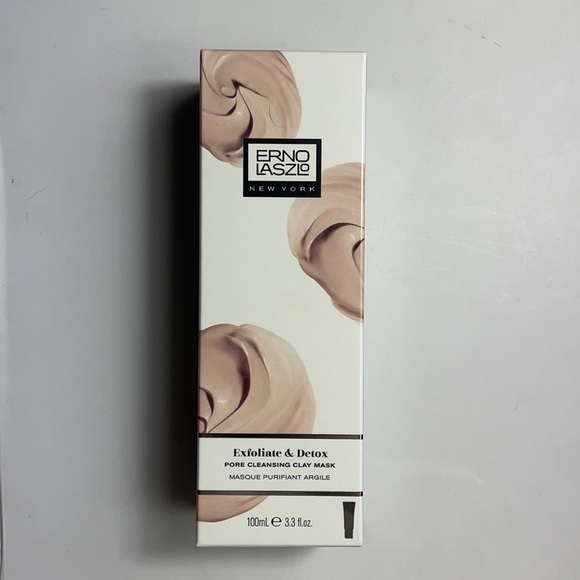 ERNO
LASZLO
NEW YORK
Exfoliate & Detox
PORE CLEANSING CLAY MASK
MASQUE PURIFIANT ARGILE
100mL ℮ 3.3 fl.oz.